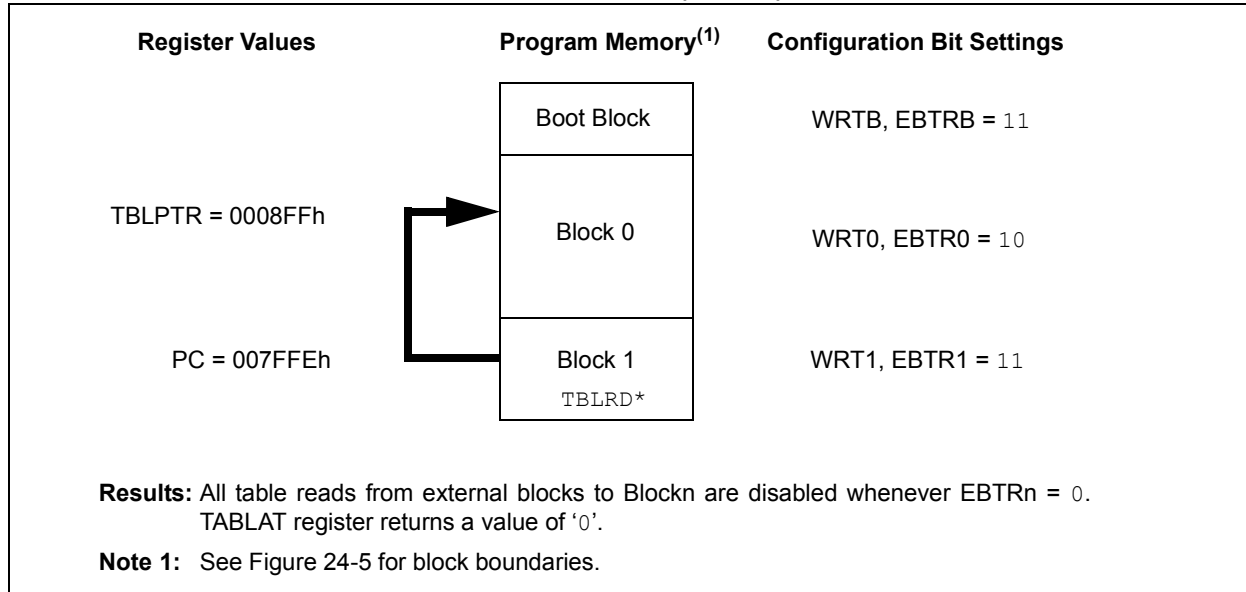 Register Values Program Memory(1) Configuration Bit Settings
Boot Block WRTB, EBTRB = 11
TBLPTR = 0008FFh
Block 0 WRT0, EBTR0 = 10
PC = 007FFEh Block 1 WRT1, EBTR1 = 11
TBLRD*
Results: All table reads from external blocks to Blockn are disabled whenever EBTRn = 0.
TABLAT register returns a value of ‘0’.
Note 1: See Figure 24-5 for block boundaries.